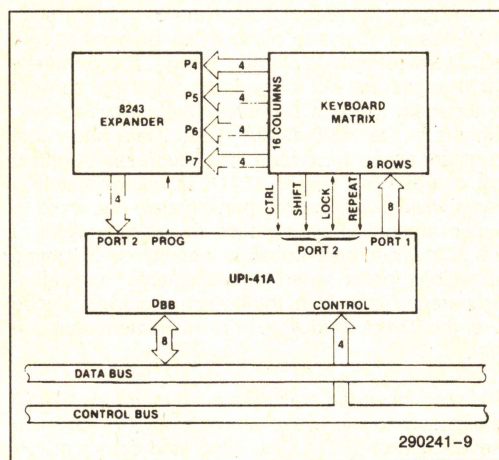 8243
EXPANDER
P4
P5
P6
P7
4
4
4
4
16 COLUMNS
KEYBOARD
MATRIX
8 ROWS
4
CTRL
SHIFT
LOCK
REPEAT
8
PORT 2
PROG
PORT 2
PORT 1
UPI-41A
DBB
CONTROL
8
4
DATA BUS
CONTROL BUS
290241-9